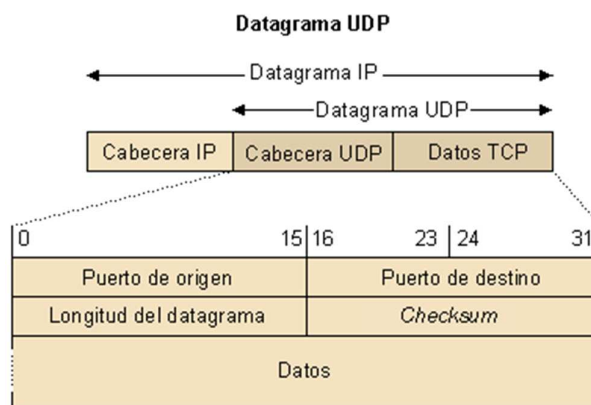 Datagrama UDP
Datagrama IP
Datagrama UDP
Cabecera IP Cabecera UDP Datos TCP
0 15 16 23 24 31
Puerto de origen Puerto de destino
Longitud del datagrama Checksum
Datos